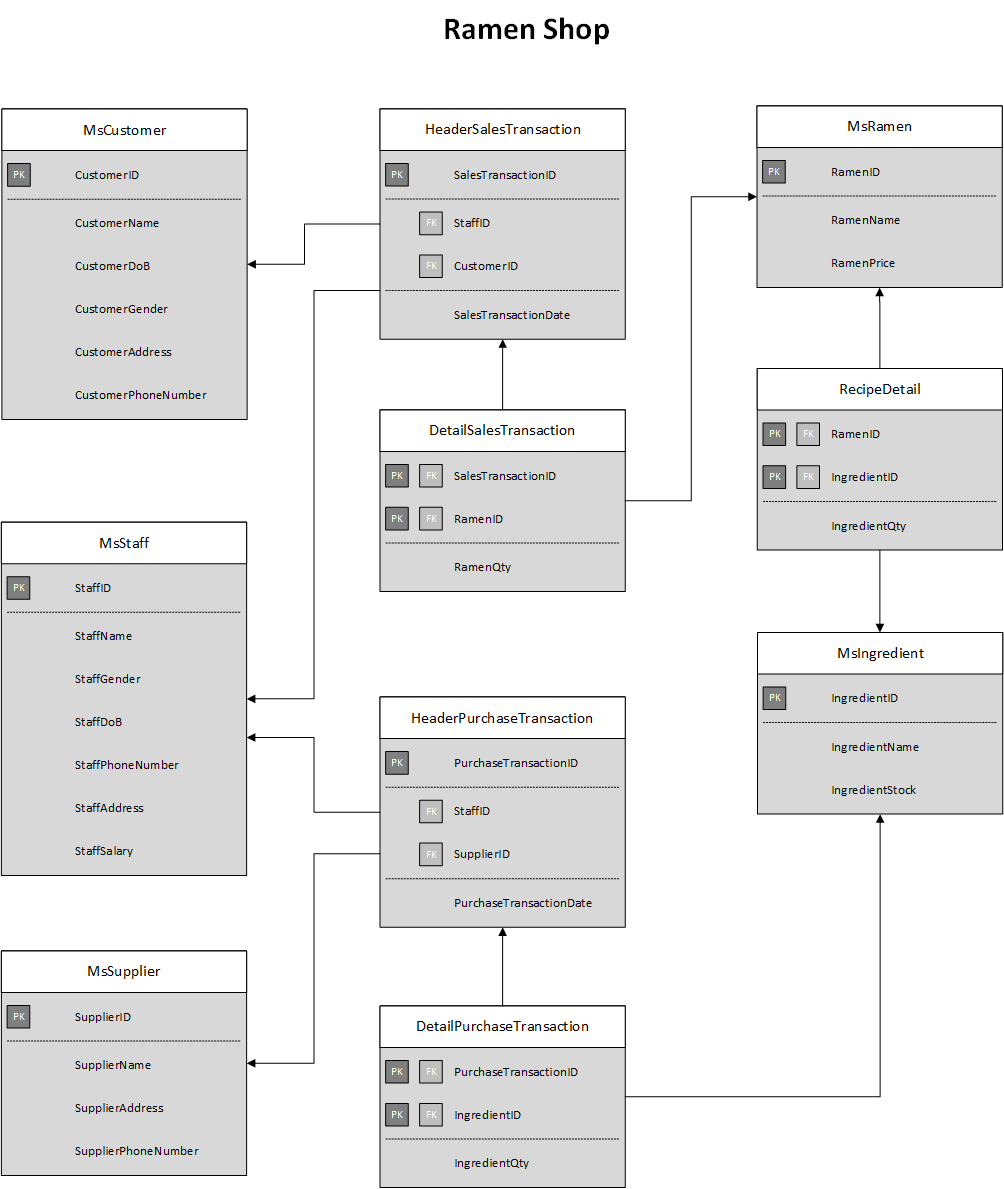 Ramen Shop
MsCustomer
PK CustomerID
CustomerName
CustomerDoB
CustomerGender
CustomerAddress
CustomerPhoneNumber
HeaderSalesTransaction
PK SalesTransactionID
FK StaffID
FK CustomerID
SalesTransactionDate
MsRamen
PK RamenID
RamenName
RamenPrice
DetailSalesTransaction
PK FK SalesTransactionID
PK FK RamenID
RamenQty
RecipeDetail
PK FK RamenID
PK FK IngredientID
IngredientQty
MsStaff
PK StaffID
StaffName
StaffGender
StaffDoB
StaffPhoneNumber
StaffAddress
StaffSalary
HeaderPurchaseTransaction
PK PurchaseTransactionID
FK StaffID
FK SupplierID
PurchaseTransactionDate
MsIngredient
PK IngredientID
IngredientName
IngredientStock
MsSupplier
PK SupplierID
SupplierName
SupplierAddress
SupplierPhoneNumber
DetailPurchaseTransaction
PK FK PurchaseTransactionID
PK FK IngredientID
IngredientQty